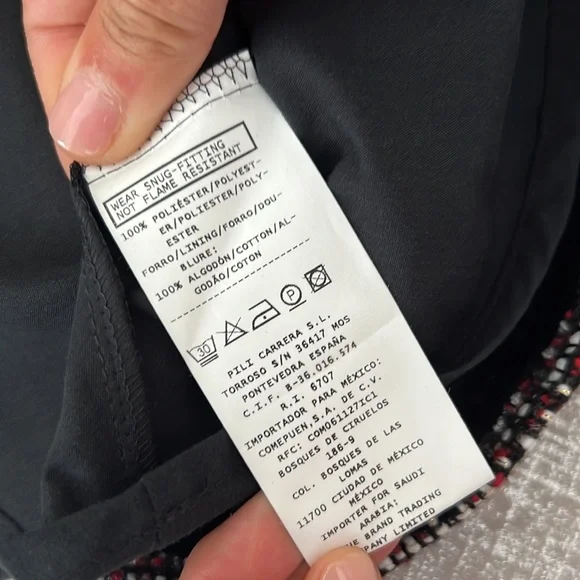 WEAR SNUG-FITTING
NOT FLAME RESISTANT
100% POLIÉSTER/POLYEST-
ER/POLIESTER/POLY-
ESTER
FORRO/LINING/FORRO/DOU-
BLURE:
100% ALGODÓN/COTTON/AL-
GODÃO/COTON
30
P
PILI CARRERA S.L.
TORROSO S/N 36417 MOS
PONTEVEDRA ESPAÑA
C.I.F. B-36.016.574
R.I. 6707
IMPORTADOR PARA MÉXICO:
COMEPUEN,S.A. DE C.V.
RFC: COM061127IC1
BOSQUES DE CIRUELOS
186-9
COL. BOSQUES DE LAS
LOMAS
11700 CIUDAD DE MÉXICO
MÉXICO
IMPORTER FOR SAUDI
ARABIA:
BRAND TRADING
LIMITED